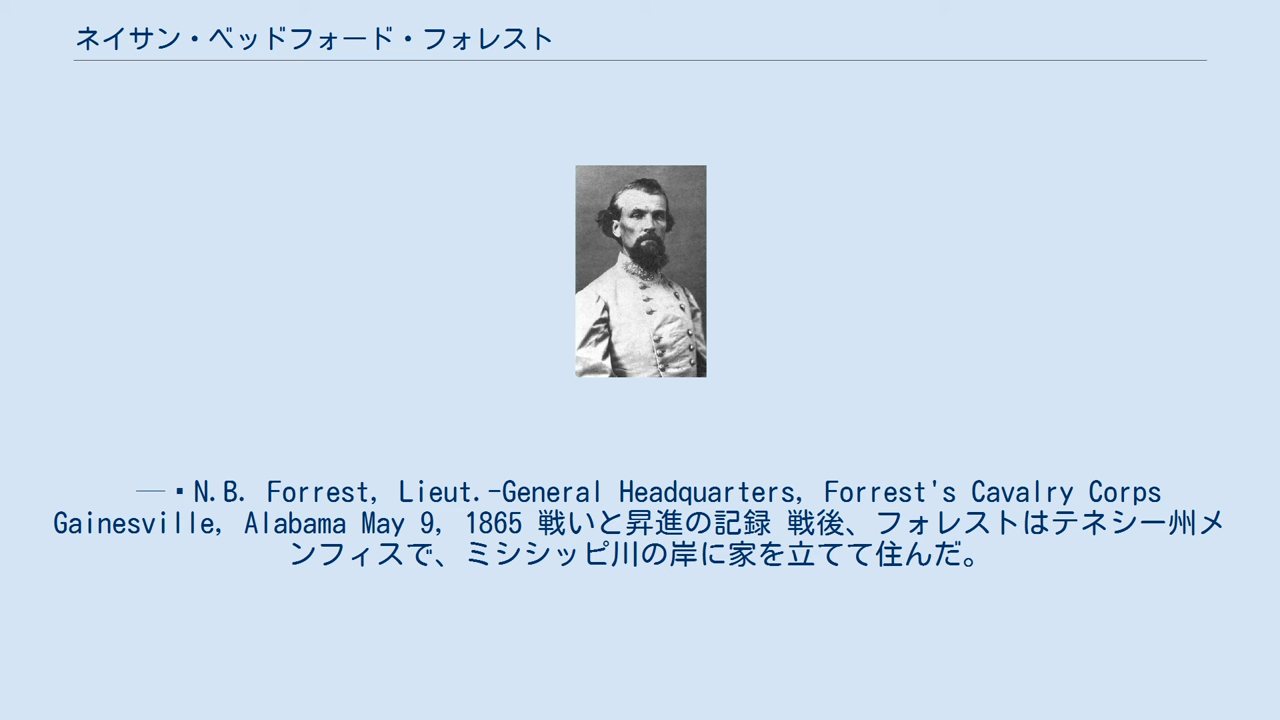 ネイサン・ベッドフォード・フォレスト
―▪N.B. Forrest, Lieut.-General Headquarters, Forrest's Cavalry Corps
Gainesville, Alabama May 9, 1865 戦いと昇進の記録 戦後、フォレストはテネシー州メ
ンフィスで、ミシシッピ川の岸に家を立てて住んだ。